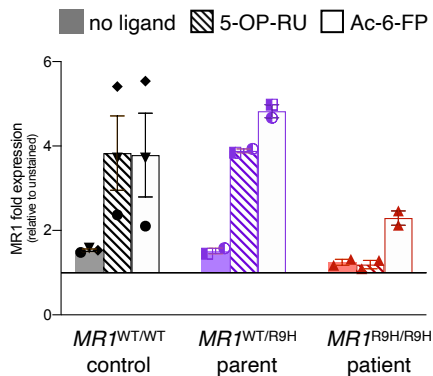 no ligand 5-OP-RU Ac-6-FP
MR1 fold expression
(relative to unstained)
6
4
2
0
MR1WT/WT MR1WT/R9H MR1R9H/R9H
control parent patient